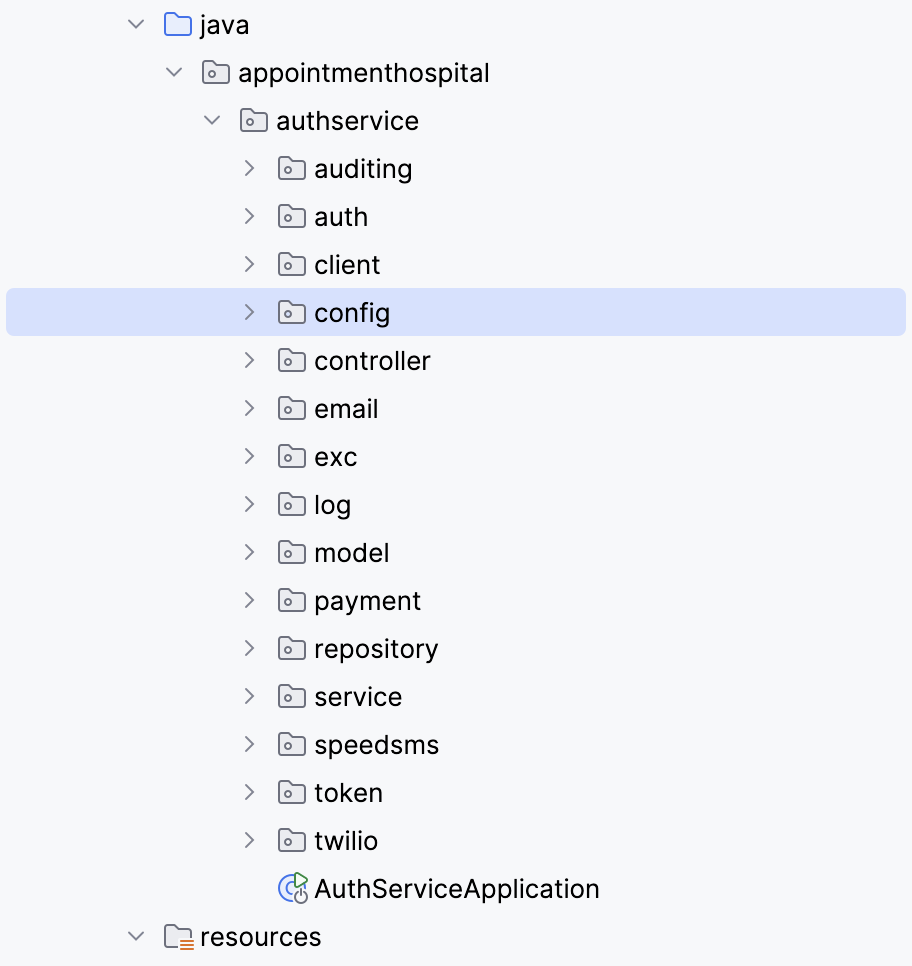 java
appointmenthospital
authservice
auditing
auth
client
config
controller
email
exc
log
model
payment
repository
service
speedsms
token
twilio
AuthServiceApplication
resources